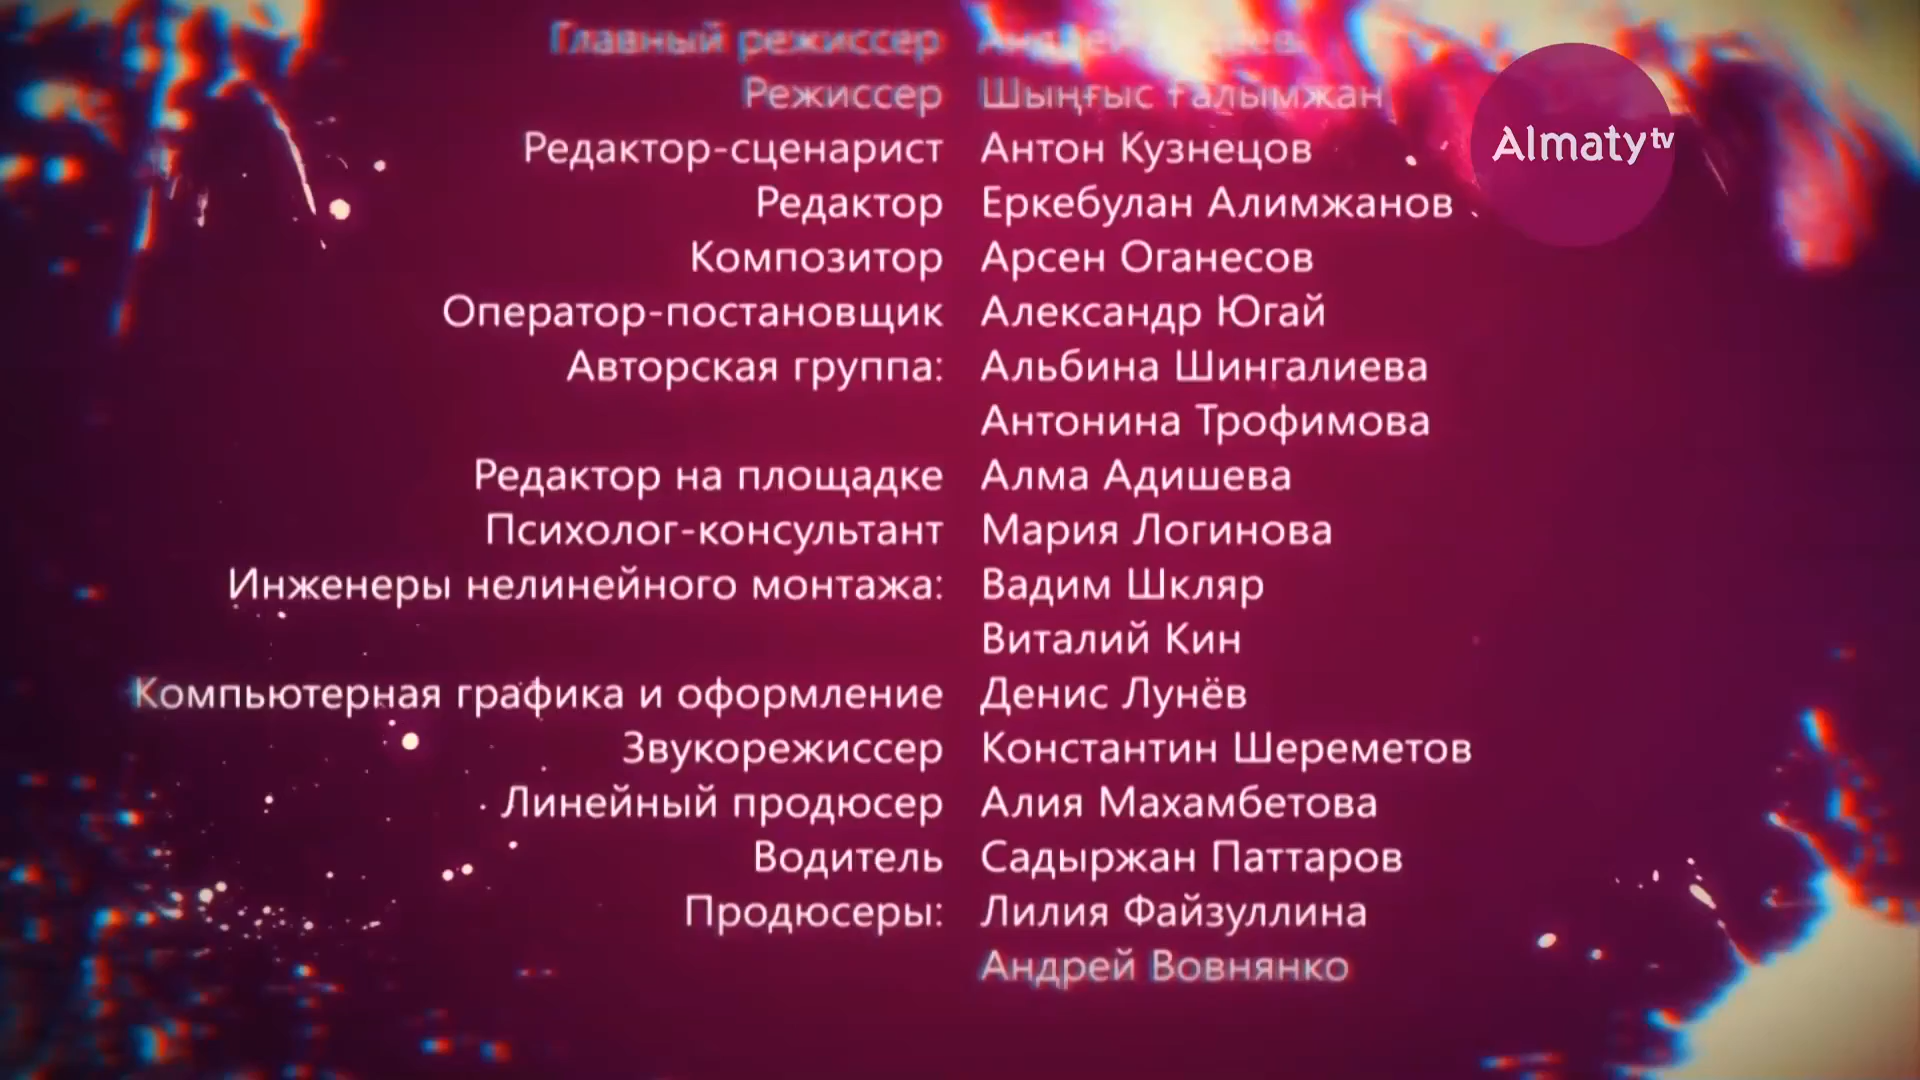 Главный режиссер Андрей
Режиссер Шыңғыс Ғалымжан
Almaty tv
Редактор-сценарист Антон Кузнецов
Редактор Еркебулан Алимжанов
Композитор Арсен Оганесов
Оператор-постановщик Александр Югай
Авторская группа: Альбина Шингалиева
Антонина Трофимова
Редактор на площадке Алма Адишева
Психолог-консультант Мария Логинова
Инженеры нелинейного монтажа: Вадим Шкляр
Виталий Кин
Компьютерная графика и оформление Денис Лунёв
Звукорежиссер Константин Шереметов
Линейный продюсер Алия Махамбетова
Водитель Садыржан Паттаров
Продюсеры: Лилия Файзуллина
Андрей Вовнянко